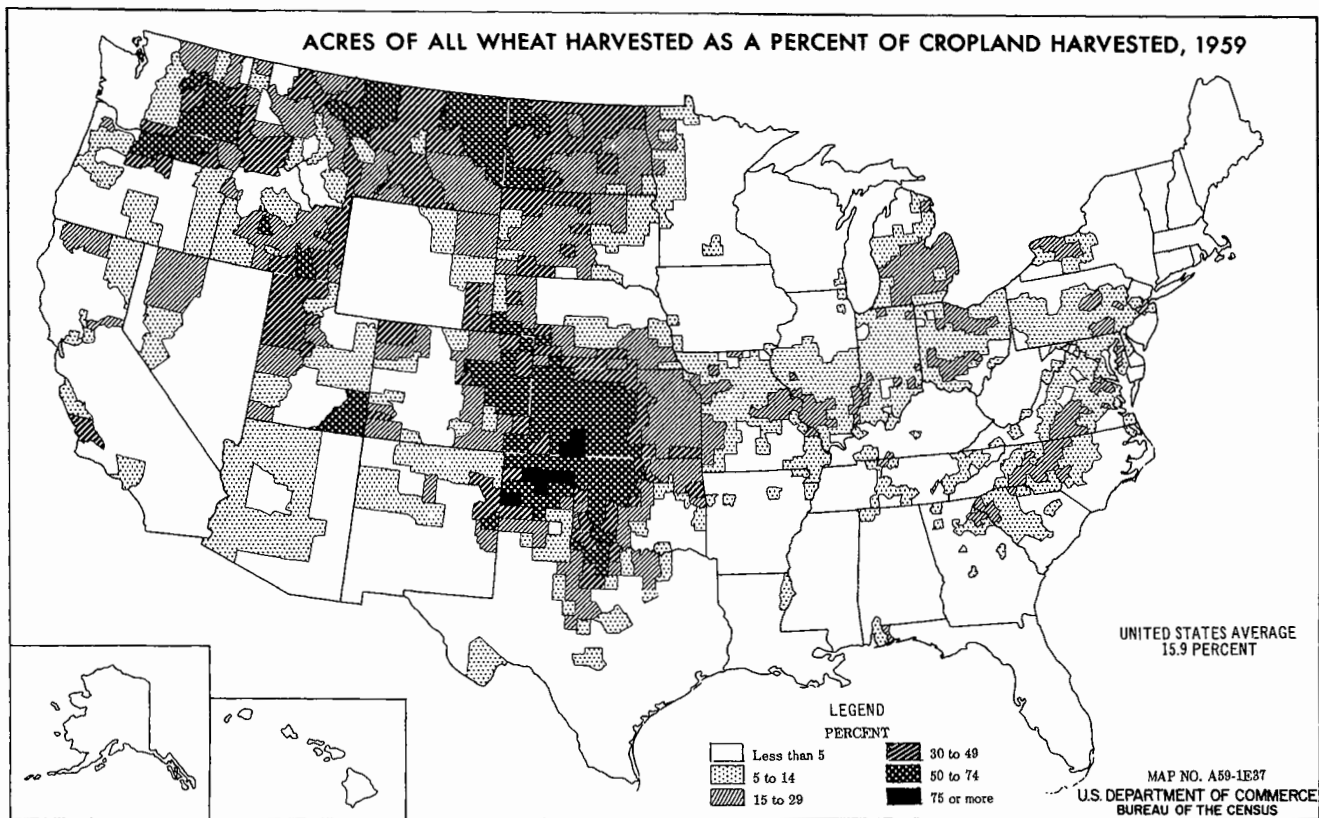 ACRES OF ALL WHEAT HARVESTED AS A PERCENT OF CROPLAND HARVESTED, 1959
UNITED STATES AVERAGE
15.9 PERCENT
LEGEND
PERCENT
Less than 5
5 to 14
15 to 29
30 to 49
50 to 74
75 or more
MAP NO. A59-1E37
U.S. DEPARTMENT OF COMMERCE
BUREAU OF THE CENSUS